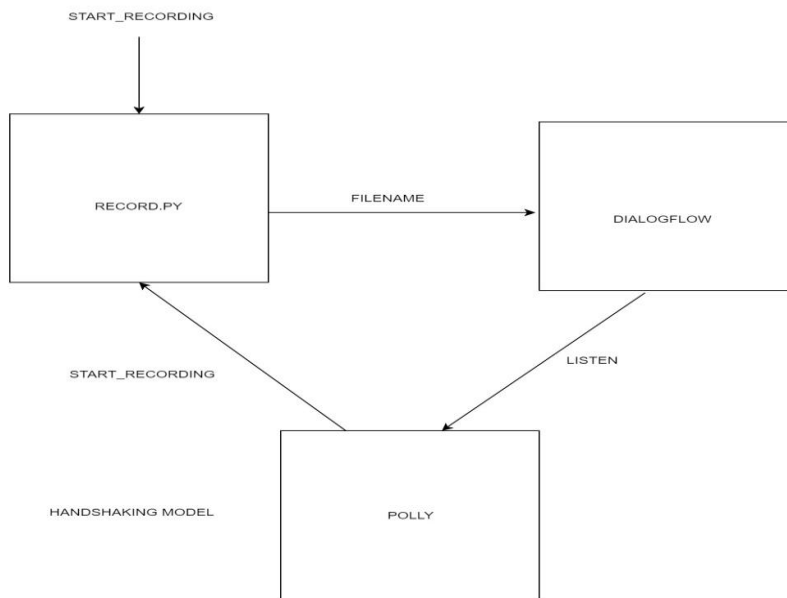 START_RECORDING
RECORD.PY
FILENAME
DIALOGFLOW
LISTEN
START_RECORDING
HANDSHAKING MODEL
POLLY